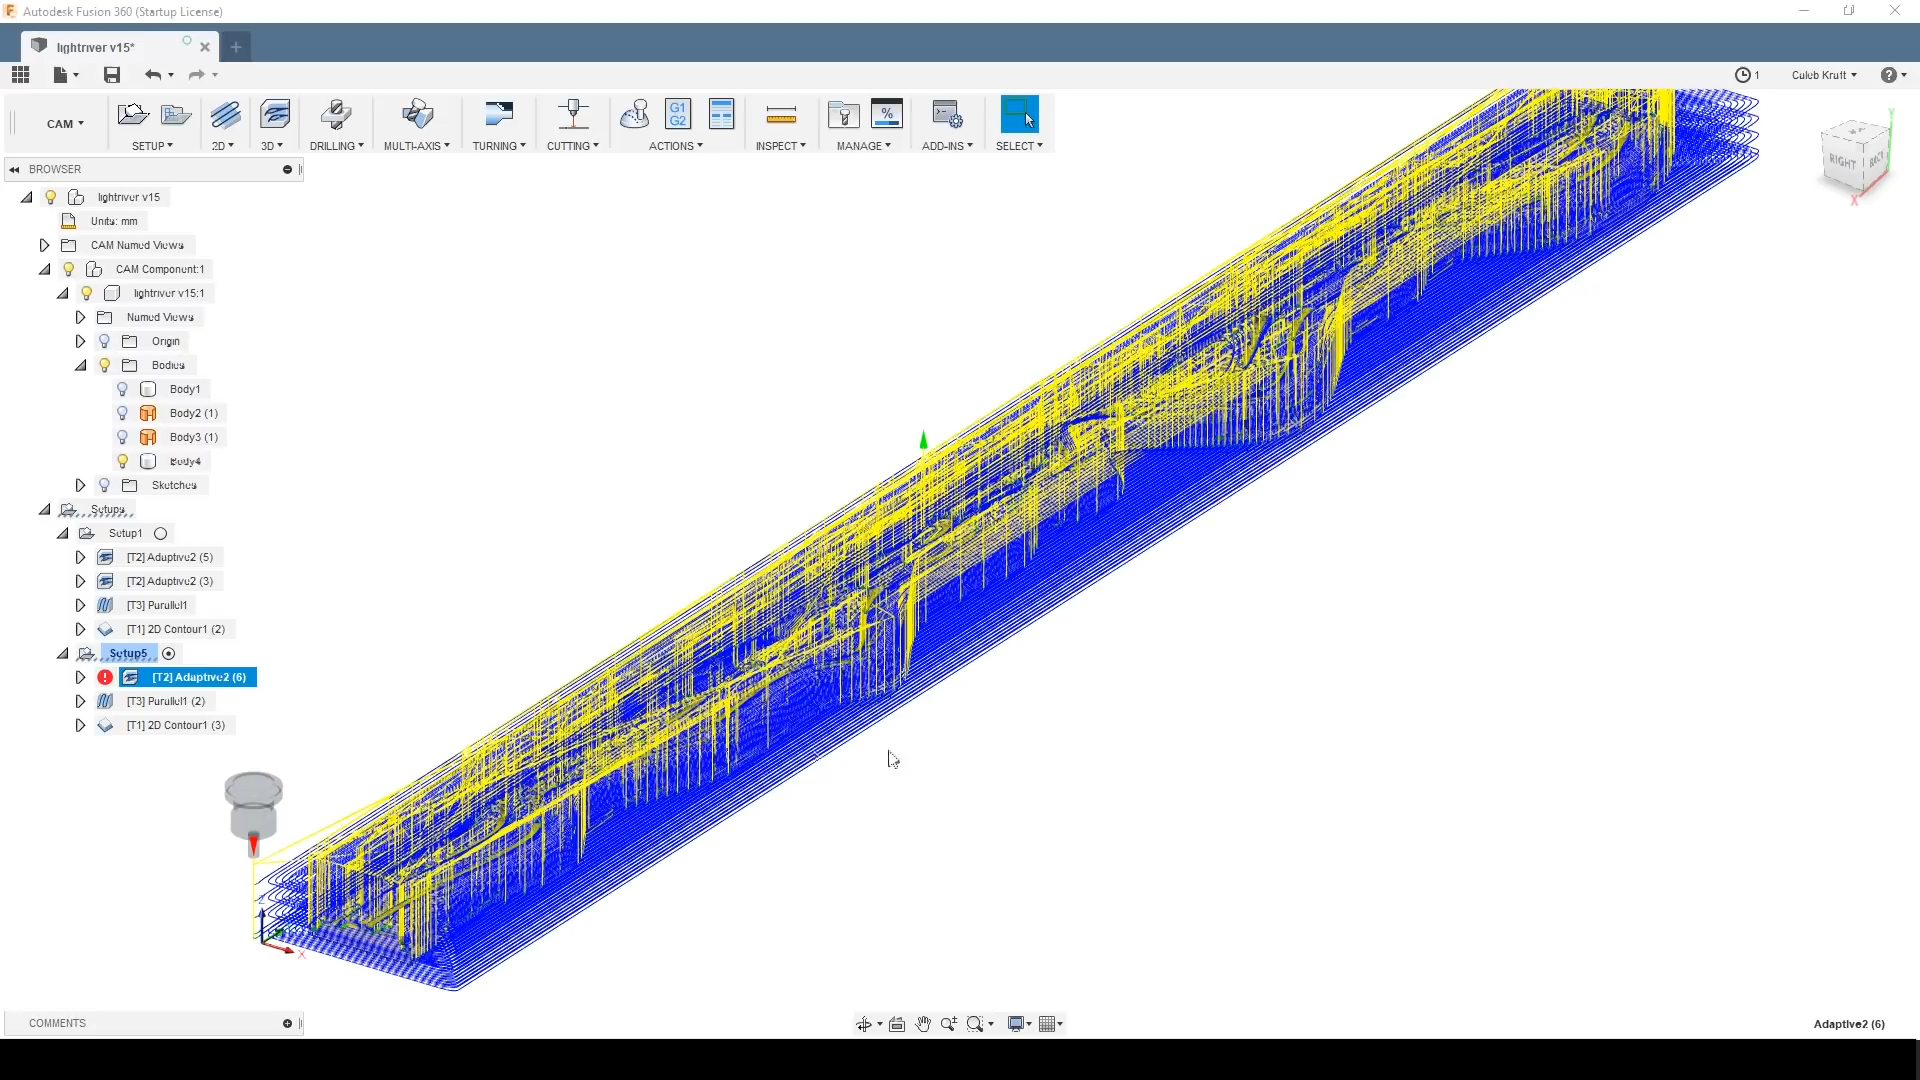 Autodesk Fusion 360 (Startup License)
lightriver v15*
1
Caleb Kraft
CAM
G1
G2
%
SETUP
2D
3D
DRILLING
MULTI-AXIS
TURNING
CUTTING
ACTIONS
INSPECT
MANAGE
ADD-INS
SELECT
BROWSER
RIGHT
BACK
Y
X
lightriver v15
Units: mm
CAM Named Views
CAM Component:1
lightriver v15:1
Named Views
Origin
Bodies
Body1
Body2 (1)
Body3 (1)
Body4
Sketches
Setups
Setup1
[T2] Adaptive2 (5)
[T2] Adaptive2 (3)
[T3] Parallel1
[T1] 2D Contour1 (2)
Setup5
[T2] Adaptive2 (6)
[T3] Parallel1 (2)
[T1] 2D Contour1 (3)
Z
X
COMMENTS
Adaptive2 (6)